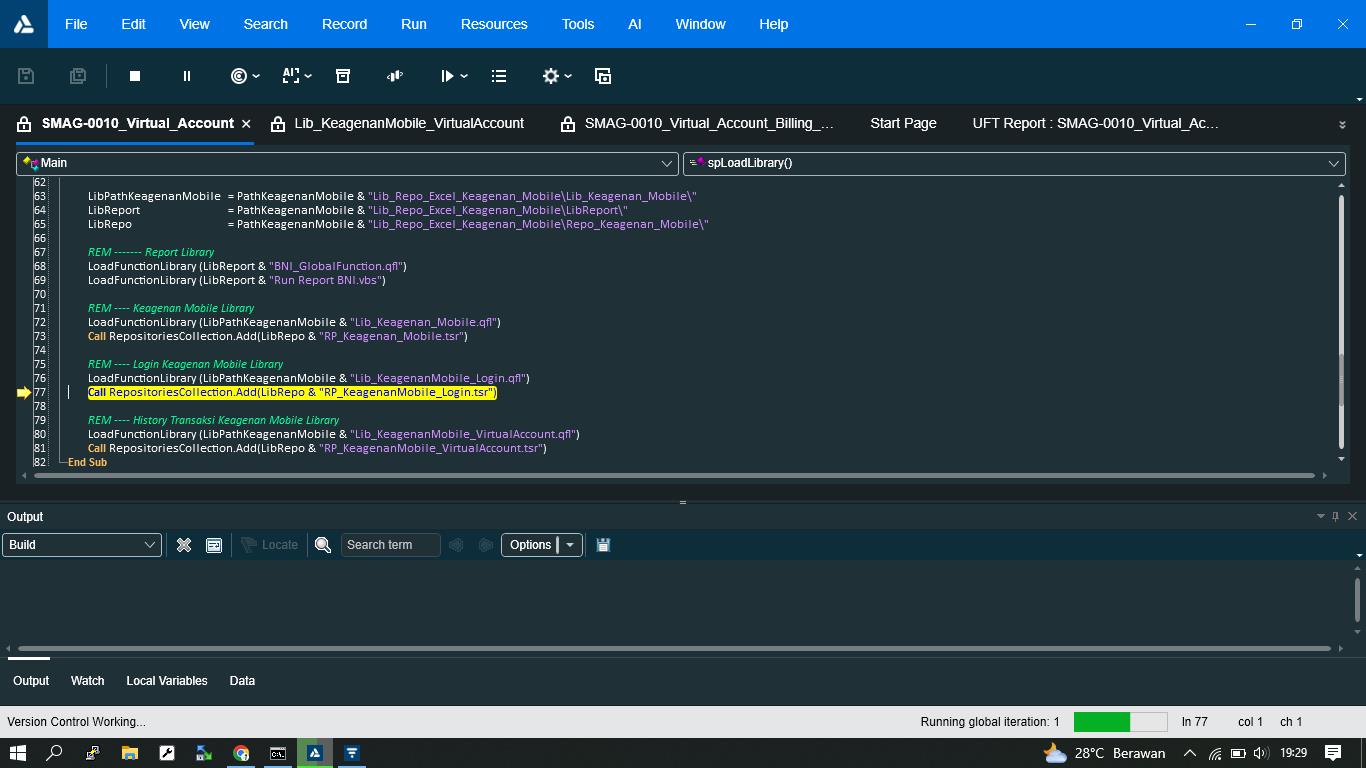 File Edit View Search Record Run Resources Tools AI Window Help
SMAG-0010_Virtual_Account Lib_KeagenanMobile_VirtualAccount SMAG-0010_Virtual_Account_Billing_... Start Page UFT Report : SMAG-0010_Virtual_Ac...
Main spLoadLibrary()
62
63 LibPathKeagenanMobile = PathKeagenanMobile & "Lib_Repo_Excel_Keagenan_Mobile\Lib_Keagenan_Mobile\"
64 LibReport = PathKeagenanMobile & "Lib_Repo_Excel_Keagenan_Mobile\LibReport\"
65 LibRepo = PathKeagenanMobile & "Lib_Repo_Excel_Keagenan_Mobile\Repo_Keagenan_Mobile\"
66
67 REM ------- Report Library
68 LoadFunctionLibrary (LibReport & "BNI_GlobalFunction.qfl")
69 LoadFunctionLibrary (LibReport & "Run Report BNI.vbs")
70
71 REM ---- Keagenan Mobile Library
72 LoadFunctionLibrary (LibPathKeagenanMobile & "Lib_Keagenan_Mobile.qfl")
73 Call RepositoriesCollection.Add(LibRepo & "RP_Keagenan_Mobile.tsr")
74
75 REM ---- Login Keagenan Mobile Library
76 LoadFunctionLibrary (LibPathKeagenanMobile & "Lib_KeagenanMobile_Login.qfl")
77 Call RepositoriesCollection.Add(LibRepo & "RP_KeagenanMobile_Login.tsr")
78
79 REM ---- History Transaksi Keagenan Mobile Library
80 LoadFunctionLibrary (LibPathKeagenanMobile & "Lib_KeagenanMobile_VirtualAccount.qfl")
81 Call RepositoriesCollection.Add(LibRepo & "RP_KeagenanMobile_VirtualAccount.tsr")
82 End Sub
Output
Build Locate Search term Options
Output Watch Local Variables Data
Version Control Working... Running global iteration: 1 ln 77 col 1 ch 1
28°C Berawan 19:29